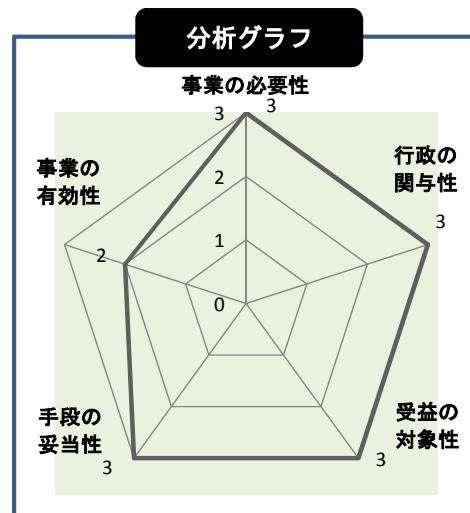 分析グラフ
事業の必要性
3
3
行政の
関与性
事業の
有効性
2
3
2
1
0
手段の
妥当性
受益の
対象性
3
3